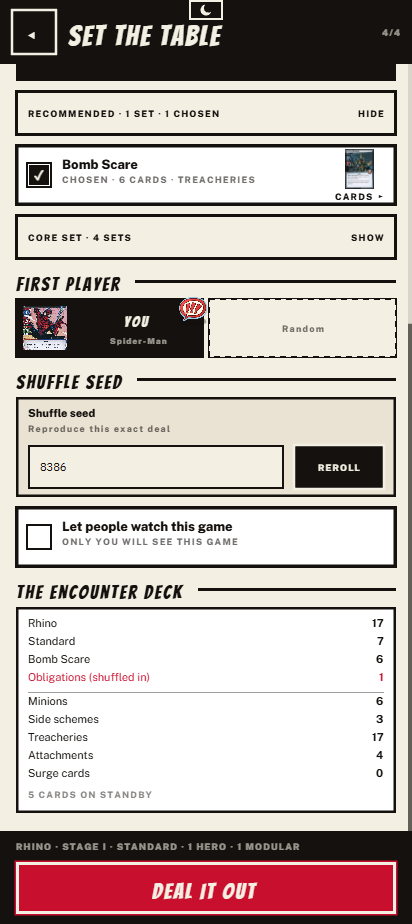 SET THE TABLE
4/4
RECOMMENDED · 1 SET · 1 CHOSEN
HIDE
Bomb Scare
CHOSEN · 6 CARDS · TREACHERIES
CARDS
CORE SET · 4 SETS
SHOW
FIRST PLAYER
YOU
Spider-Man
Random
SHUFFLE SEED
Shuffle seed
Reproduce this exact deal
8386
REROLL
Let people watch this game
ONLY YOU WILL SEE THIS GAME
THE ENCOUNTER DECK
Rhino 17
Standard 7
Bomb Scare 6
Obligations (shuffled in) 1
Minions 6
Side schemes 3
Treacheries 17
Attachments 4
Surge cards 0
5 CARDS ON STANDBY
RHINO · STAGE I · STANDARD · 1 HERO · 1 MODULAR
DEAL IT OUT